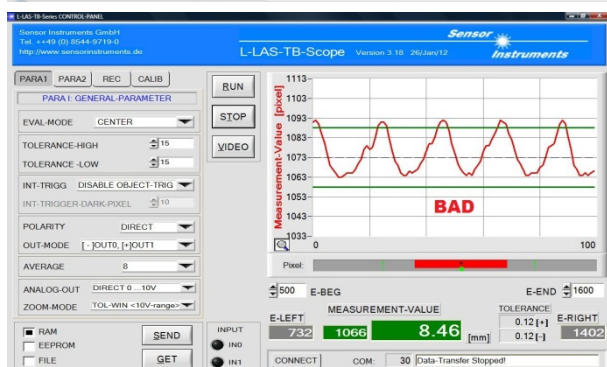 L-LAS-TB-Series CONTROL-PANEL
Sensor Instruments GmbH
Tel. ++49 (0) 8544-9719-0
http://www.sensorinstruments.de
L-LAS-TB-Scope Version 3.18 26/Jan/12
Sensor
Instruments
PARA1 PARA2 REC CALIB
PARA I: GENERAL-PARAMETER
EVAL-MODE CENTER
TOLERANCE-HIGH 15
TOLERANCE -LOW 15
INT-TRIGG DISABLE OBJECT-TRIG
INT-TRIGGER-DARK-PIXEL 10
POLARITY DIRECT
OUT-MODE [ - ]OUT0, [+]OUT1
AVERAGE 8
ANALOG-OUT DIRECT 0 ...10V
ZOOM-MODE TOL-WIN <10V-range>
RAM
EEPROM
FILE
SEND
GET
RUN
STOP
VIDEO
INPUT
IN0
IN1
Measurement-Value [pixel]
1113
1103
1093
1083
1073
1063
1053
1043
1033
BAD
0 100
Pixel:
500 E-BEG E-END 1600
E-LEFT MEASUREMENT-VALUE TOLERANCE E-RIGHT
732 1066 8.46 [mm] 0.12 [+] 0.12 [-] 1402
CONNECT COM: 30 Data-Transfer Stopped!